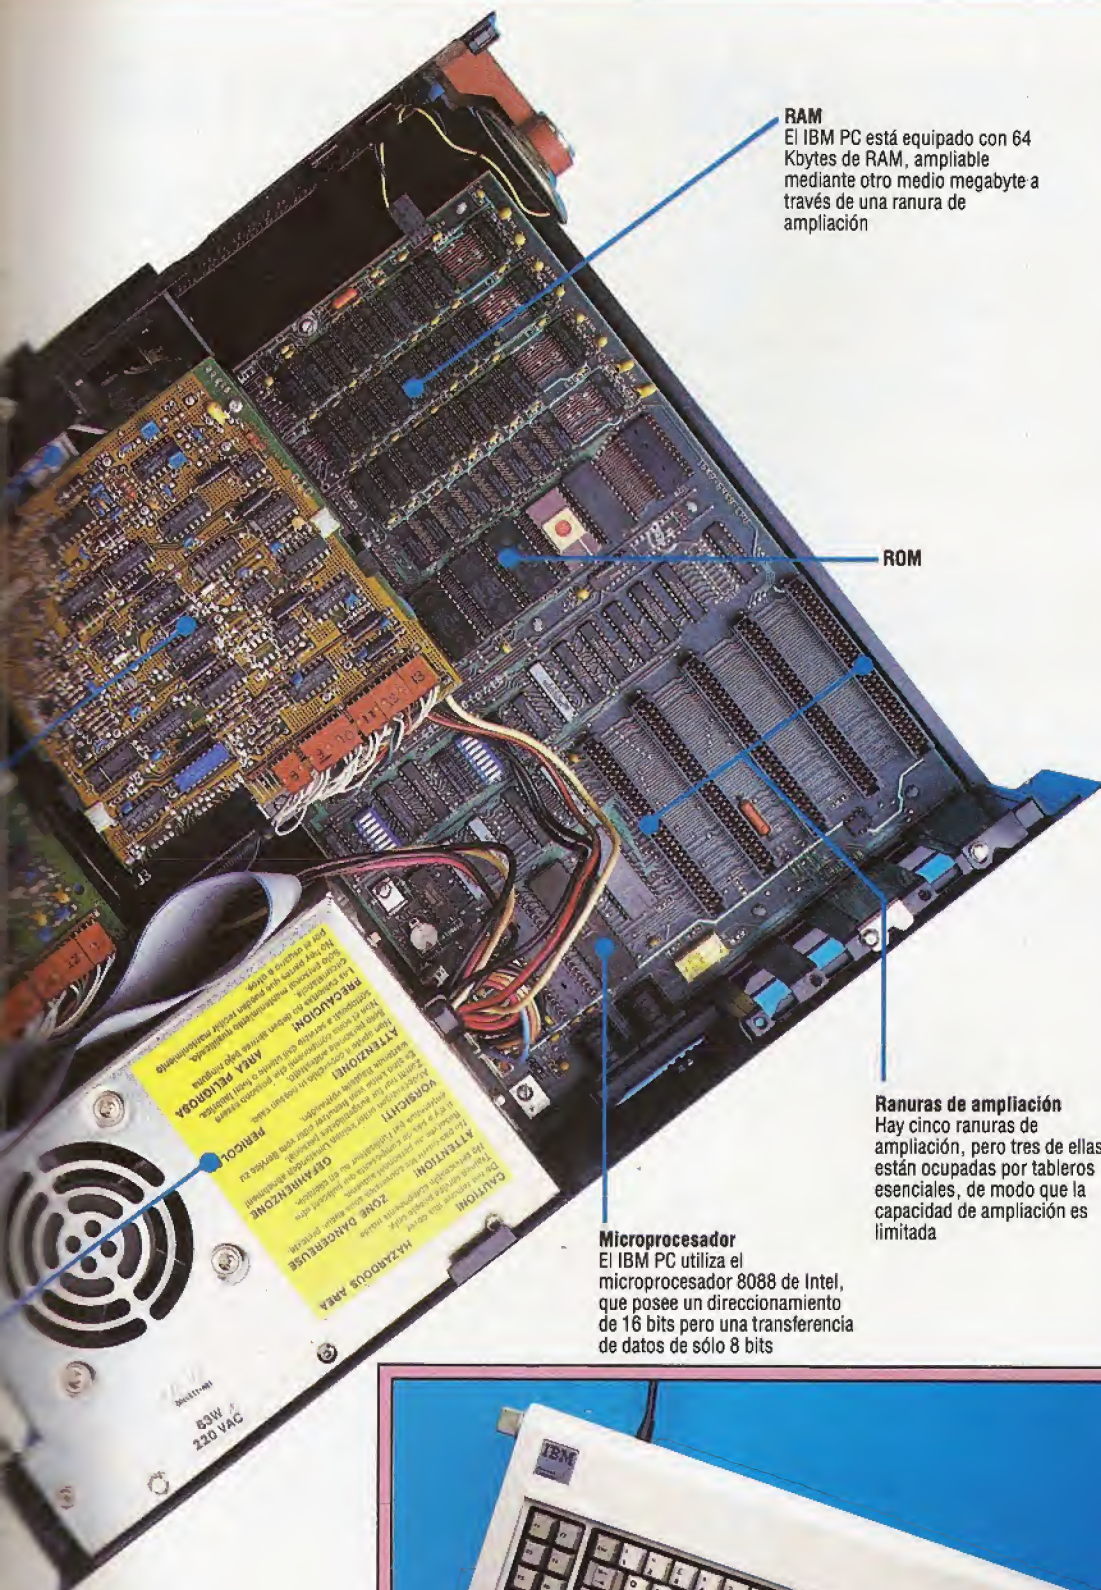 RAM
El IBM PC está equipado con 64
Kbytes de RAM, ampliable
mediante otro medio megabyte a
través de una ranura de
ampliación
ROM
Ranuras de ampliación
Hay cinco ranuras de
ampliación, pero tres de ellas
están ocupadas por tableros
esenciales, de modo que la
capacidad de ampliación es
limitada
Microprocesador
El IBM PC utiliza el
microprocesador 8088 de Intel,
que posee un direccionamiento
de 16 bits pero una transferencia
de datos de sólo 8 bits
J3
HAZARDOUS AREA
CAUTION!
ZONE DANGEREUSE
ATTENTION!
GEFAHRENZONE
VORSICHT!
PERICOLO
ATTENZIONE!
AREA PELIGROSA
PRECAUCION!
63W
220 VAC
IBM